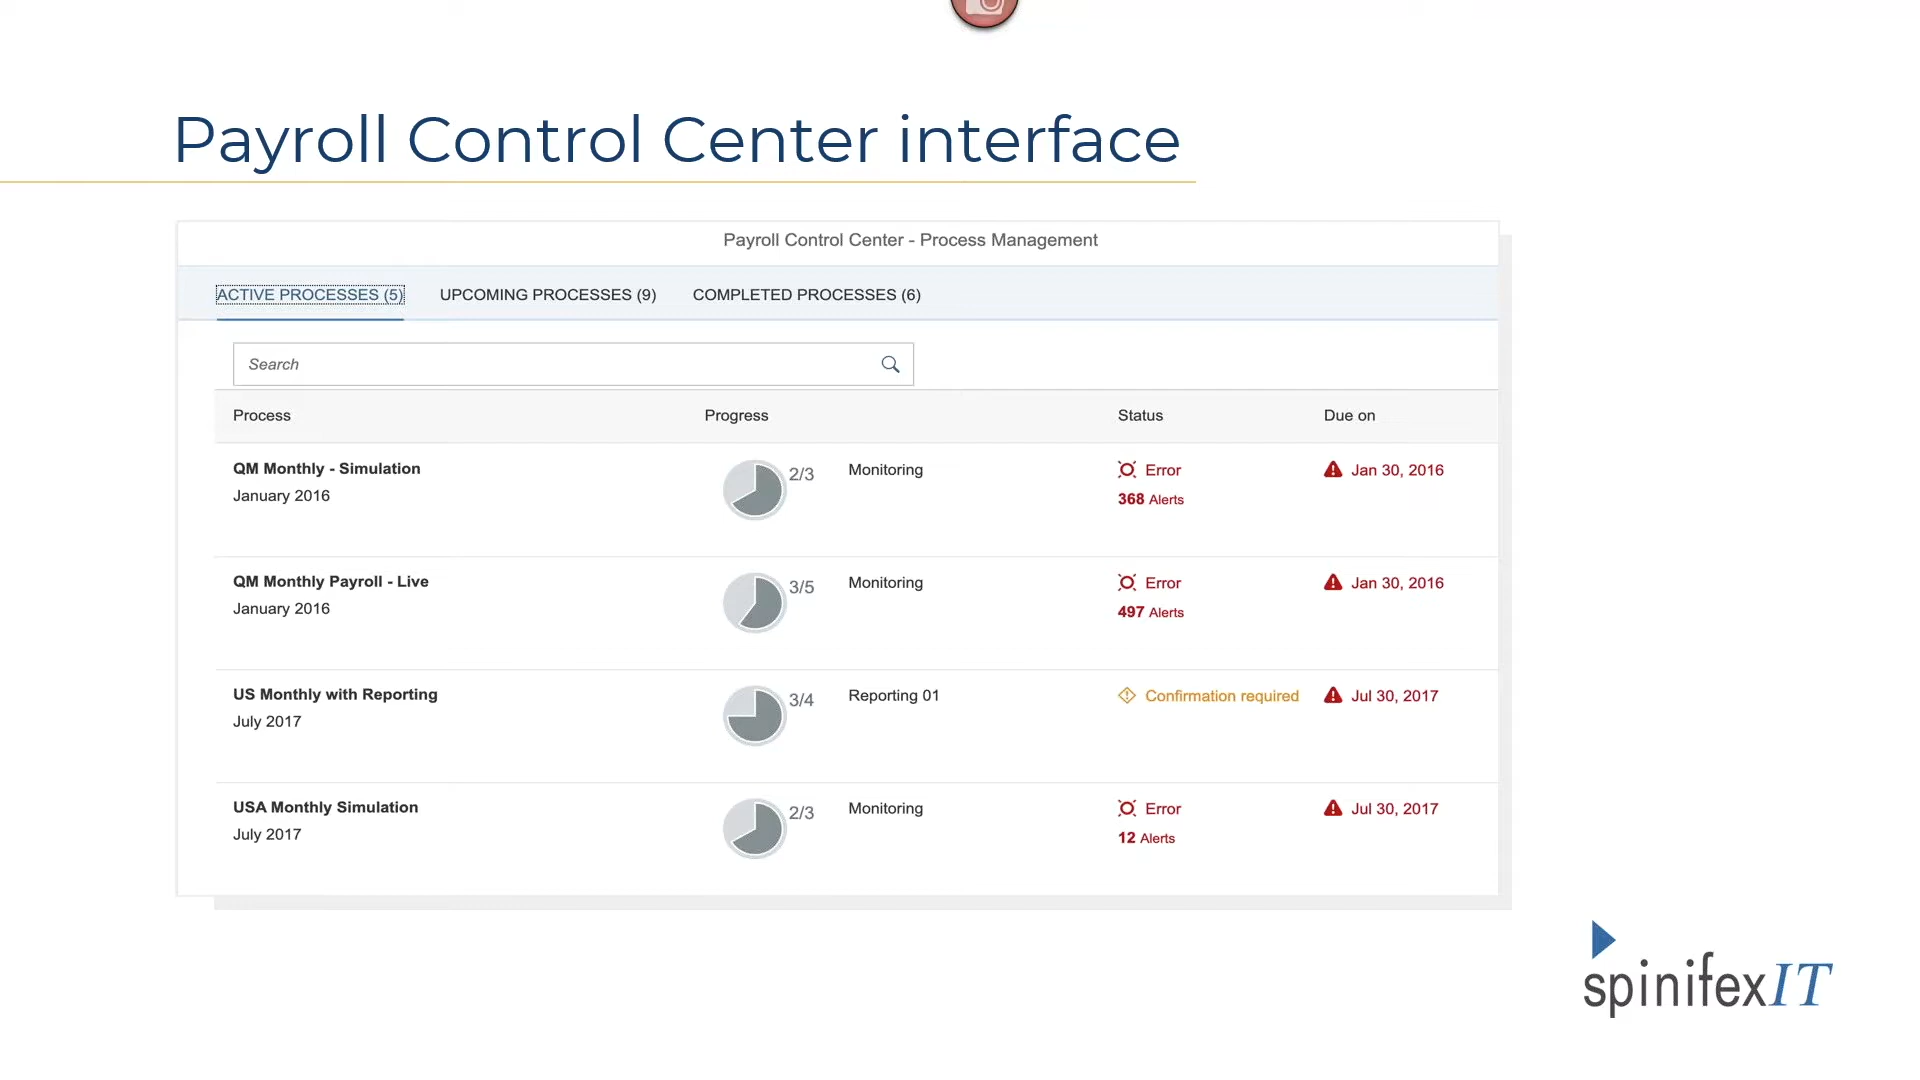 Payroll Control Center interface
Payroll Control Center - Process Management
ACTIVE PROCESSES (5) UPCOMING PROCESSES (9) COMPLETED PROCESSES (6)
Search
Process Progress Status Due on
QM Monthly - Simulation 2/3 Monitoring Error Jan 30, 2016
January 2016 368 Alerts
QM Monthly Payroll - Live 3/5 Monitoring Error Jan 30, 2016
January 2016 497 Alerts
US Monthly with Reporting 3/4 Reporting 01 Confirmation required Jul 30, 2017
July 2017
USA Monthly Simulation 2/3 Monitoring Error Jul 30, 2017
July 2017 12 Alerts
spinifexIT